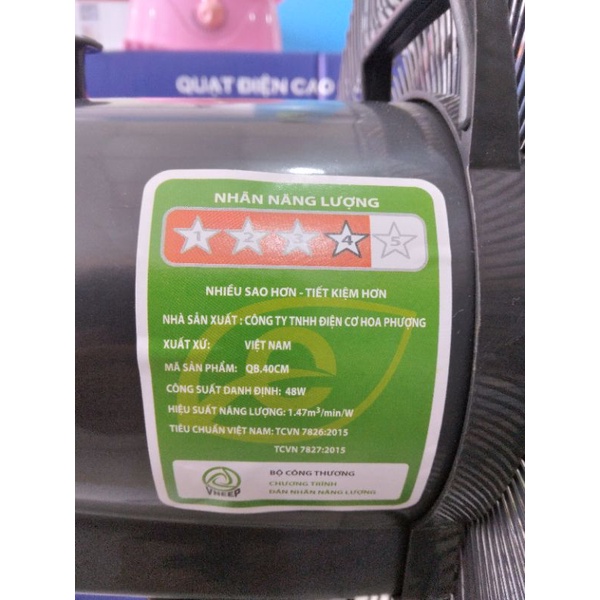 QUẠT ĐIỆN CAO
NHÃN NĂNG LƯỢNG
1 2 3 4 5
NHIỀU SAO HƠN - TIẾT KIỆM HƠN
NHÀ SẢN XUẤT : CÔNG TY TNHH ĐIỆN CƠ HOA PHƯỢNG
XUẤT XỨ: VIỆT NAM
MÃ SẢN PHẨM: QB.40CM
CÔNG SUẤT DANH ĐỊNH: 48W
HIỆU SUẤT NĂNG LƯỢNG: 1.47m³/min/W
TIÊU CHUẨN VIỆT NAM: TCVN 7826:2015
TCVN 7827:2015
BỘ CÔNG THƯƠNG
CHƯƠNG TRÌNH
DÁN NHÃN NĂNG LƯỢNG
VNEEP